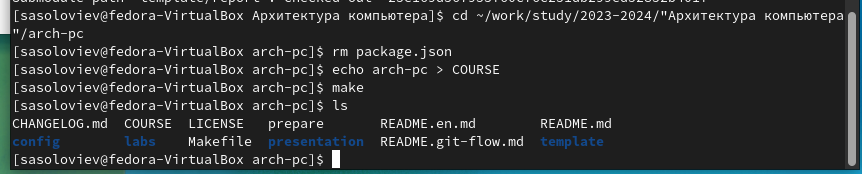 [sasoloviev@fedora-VirtualBox Архитектура компьютера]$ cd ~/work/study/2023-2024/"Архитектура компьютера
"/arch-pc
[sasoloviev@fedora-VirtualBox arch-pc]$ rm package.json
[sasoloviev@fedora-VirtualBox arch-pc]$ echo arch-pc > COURSE
[sasoloviev@fedora-VirtualBox arch-pc]$ make
[sasoloviev@fedora-VirtualBox arch-pc]$ ls
CHANGELOG.md COURSE LICENSE prepare README.en.md README.md
config labs Makefile presentation README.git-flow.md template
[sasoloviev@fedora-VirtualBox arch-pc]$